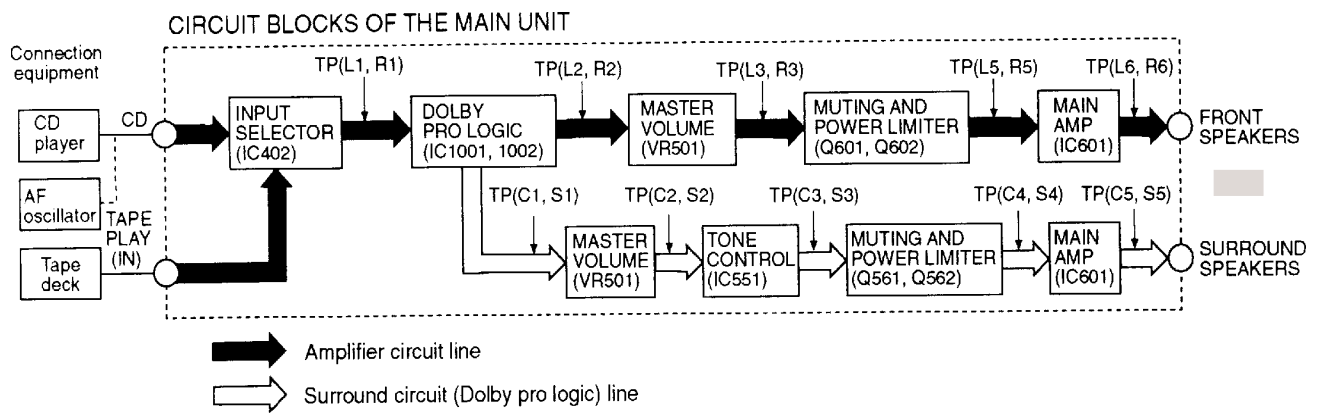 CIRCUIT BLOCKS OF THE MAIN UNIT
Connection
equipment
CD
player
CD
AF
oscillator
TAPE
PLAY
(IN)
Tape
deck
INPUT
SELECTOR
(IC402)
TP(L1, R1)
DOLBY
PRO LOGIC
(IC1001, 1002)
TP(L2, R2)
MASTER
VOLUME
(VR501)
TP(L3, R3)
MUTING AND
POWER LIMITER
(Q601, Q602)
TP(L5, R5)
MAIN
AMP
(IC601)
TP(L6, R6)
FRONT
SPEAKERS
TP(C1, S1)
MASTER
VOLUME
(VR501)
TP(C2, S2)
TONE
CONTROL
(IC551)
TP(C3, S3)
MUTING AND
POWER LIMITER
(Q561, Q562)
TP(C4, S4)
MAIN
AMP
(IC601)
TP(C5, S5)
SURROUND
SPEAKERS
Amplifier circuit line
Surround circuit (Dolby pro logic) line